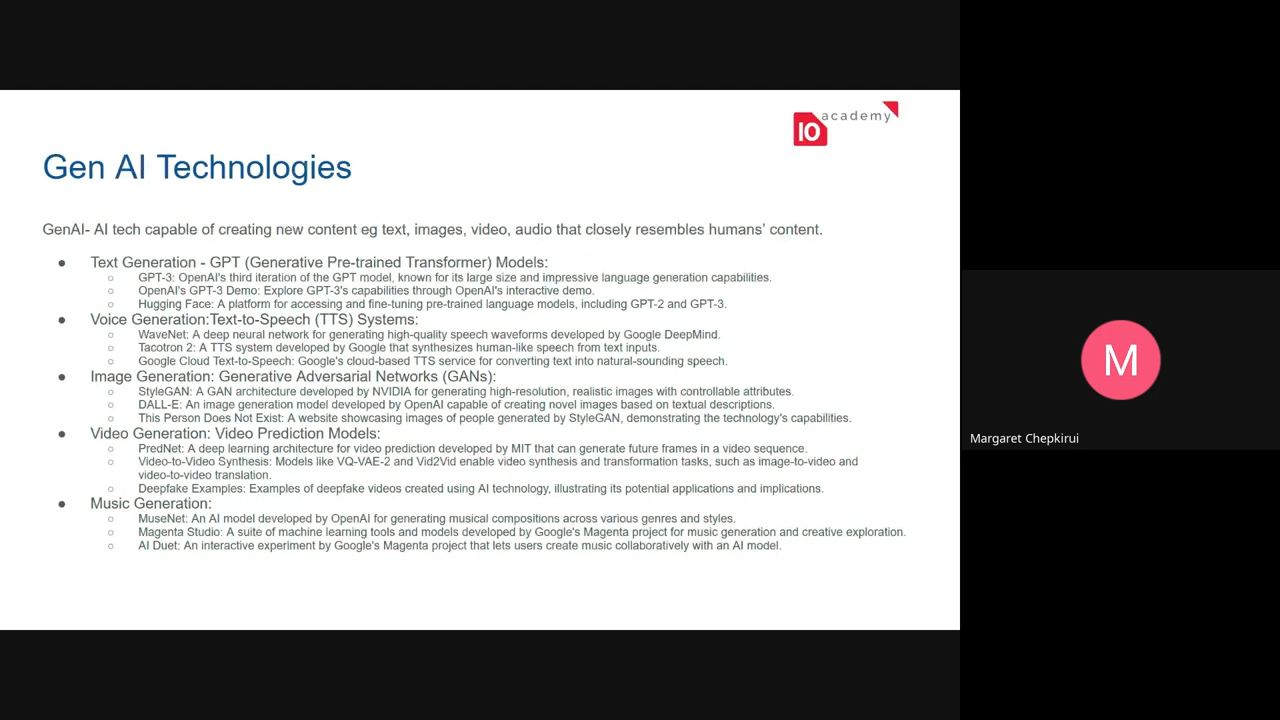 IO academy
Gen AI Technologies
GenAI- AI tech capable of creating new content eg text, images, video, audio that closely resembles humans' content.
● Text Generation - GPT (Generative Pre-trained Transformer) Models:
○ GPT-3: OpenAI's third iteration of the GPT model, known for its large size and impressive language generation capabilities.
○ OpenAI's GPT-3 Demo: Explore GPT-3's capabilities through OpenAI's interactive demo.
○ Hugging Face: A platform for accessing and fine-tuning pre-trained language models, including GPT-2 and GPT-3.
● Voice Generation:Text-to-Speech (TTS) Systems:
○ WaveNet: A deep neural network for generating high-quality speech waveforms developed by Google DeepMind.
○ Tacotron 2: A TTS system developed by Google that synthesizes human-like speech from text inputs.
○ Google Cloud Text-to-Speech: Google's cloud-based TTS service for converting text into natural-sounding speech.
● Image Generation: Generative Adversarial Networks (GANs):
○ StyleGAN: A GAN architecture developed by NVIDIA for generating high-resolution, realistic images with controllable attributes.
○ DALL-E: An image generation model developed by OpenAI capable of creating novel images based on textual descriptions.
○ This Person Does Not Exist: A website showcasing images of people generated by StyleGAN, demonstrating the technology's capabilities.
● Video Generation: Video Prediction Models:
○ PredNet: A deep learning architecture for video prediction developed by MIT that can generate future frames in a video sequence.
○ Video-to-Video Synthesis: Models like VQ-VAE-2 and Vid2Vid enable video synthesis and transformation tasks, such as image-to-video and
video-to-video translation.
○ Deepfake Examples: Examples of deepfake videos created using AI technology, illustrating its potential applications and implications.
● Music Generation:
○ MuseNet: An AI model developed by OpenAI for generating musical compositions across various genres and styles.
○ Magenta Studio: A suite of machine learning tools and models developed by Google's Magenta project for music generation and creative exploration.
○ AI Duet: An interactive experiment by Google's Magenta project that lets users create music collaboratively with an AI model.
M
Margaret Chepkirui